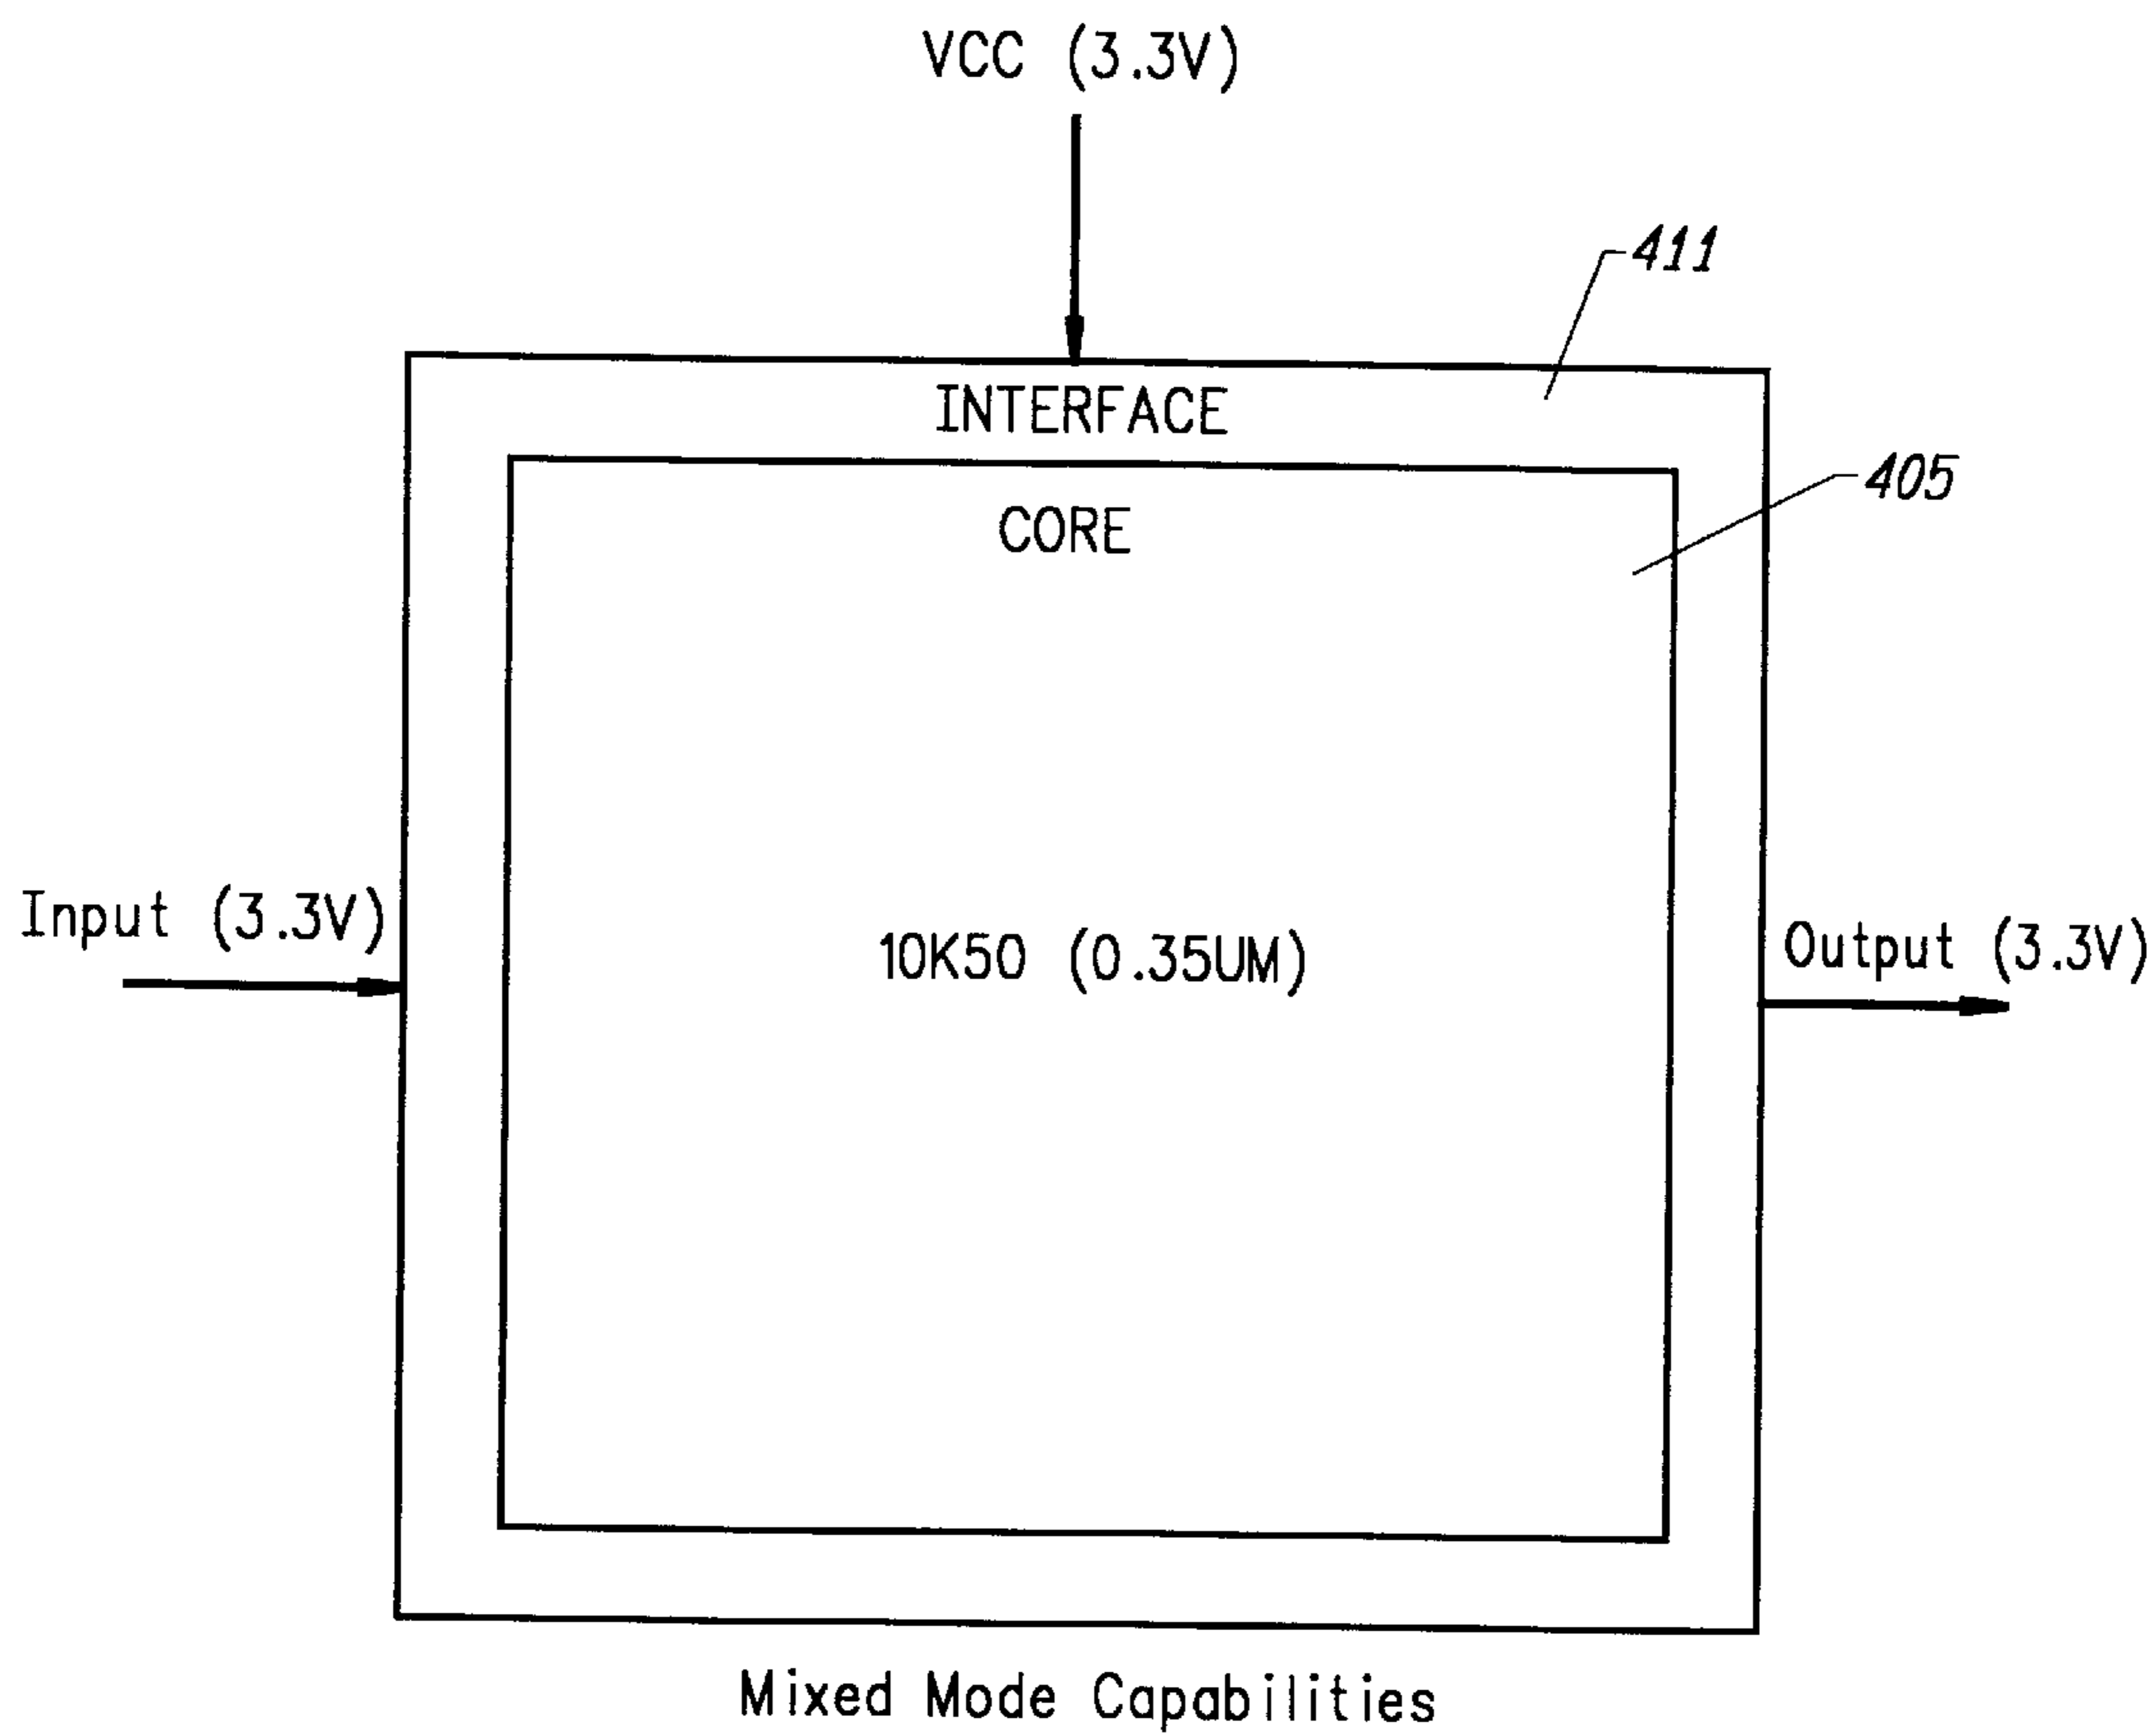 VCC (3.3V)
411
INTERFACE
405
CORE
Input (3.3V)
10K50 (0.35UM)
Output (3.3V)
Mixed Mode Capabilities